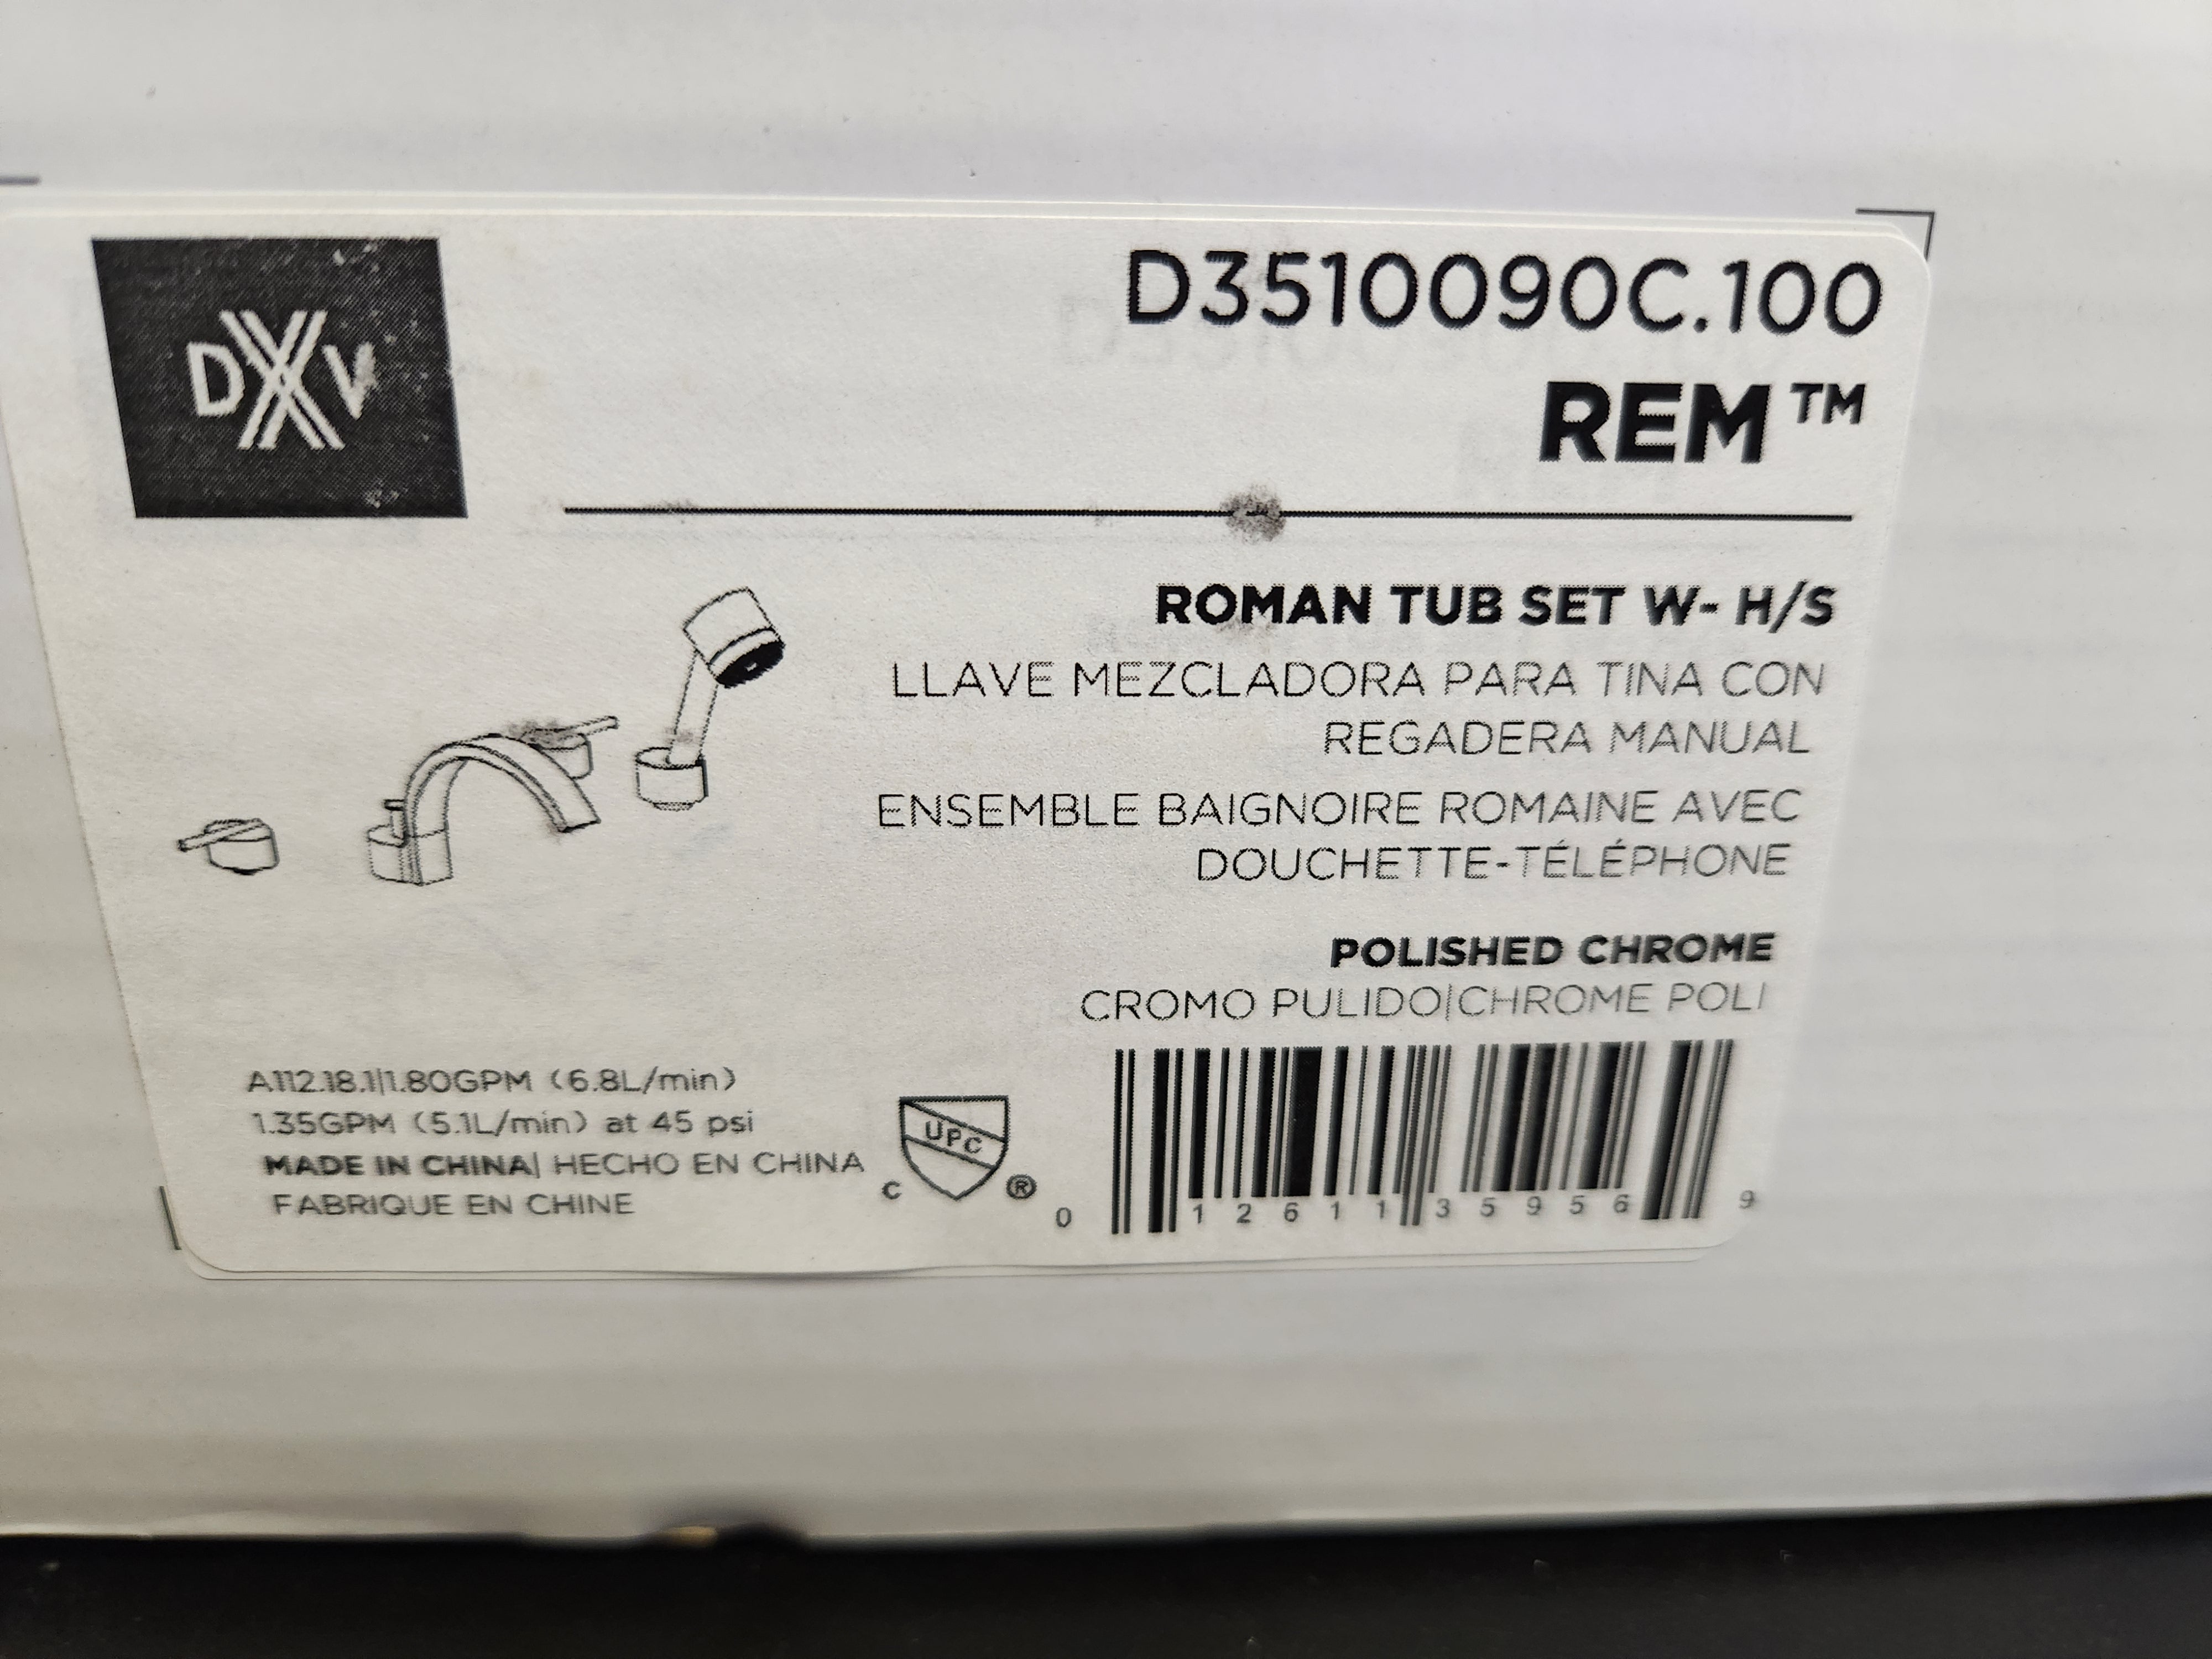 DXV
D3510090C.100
REM™
ROMAN TUB SET W- H/S
LLAVE MEZCLADORA PARA TINA CON
REGADERA MANUAL
ENSEMBLE BAIGNOIRE ROMAINE AVEC
DOUCHETTE-TÉLÉPHONE
POLISHED CHROME
CROMO PULIDO|CHROME POLI
A112.18.1|1.80GPM (6.8L/min)
1.35GPM (5.1L/min) at 45 psi
MADE IN CHINA| HECHO EN CHINA
FABRIQUE EN CHINE
c UPC ®
0 12611 35956 9